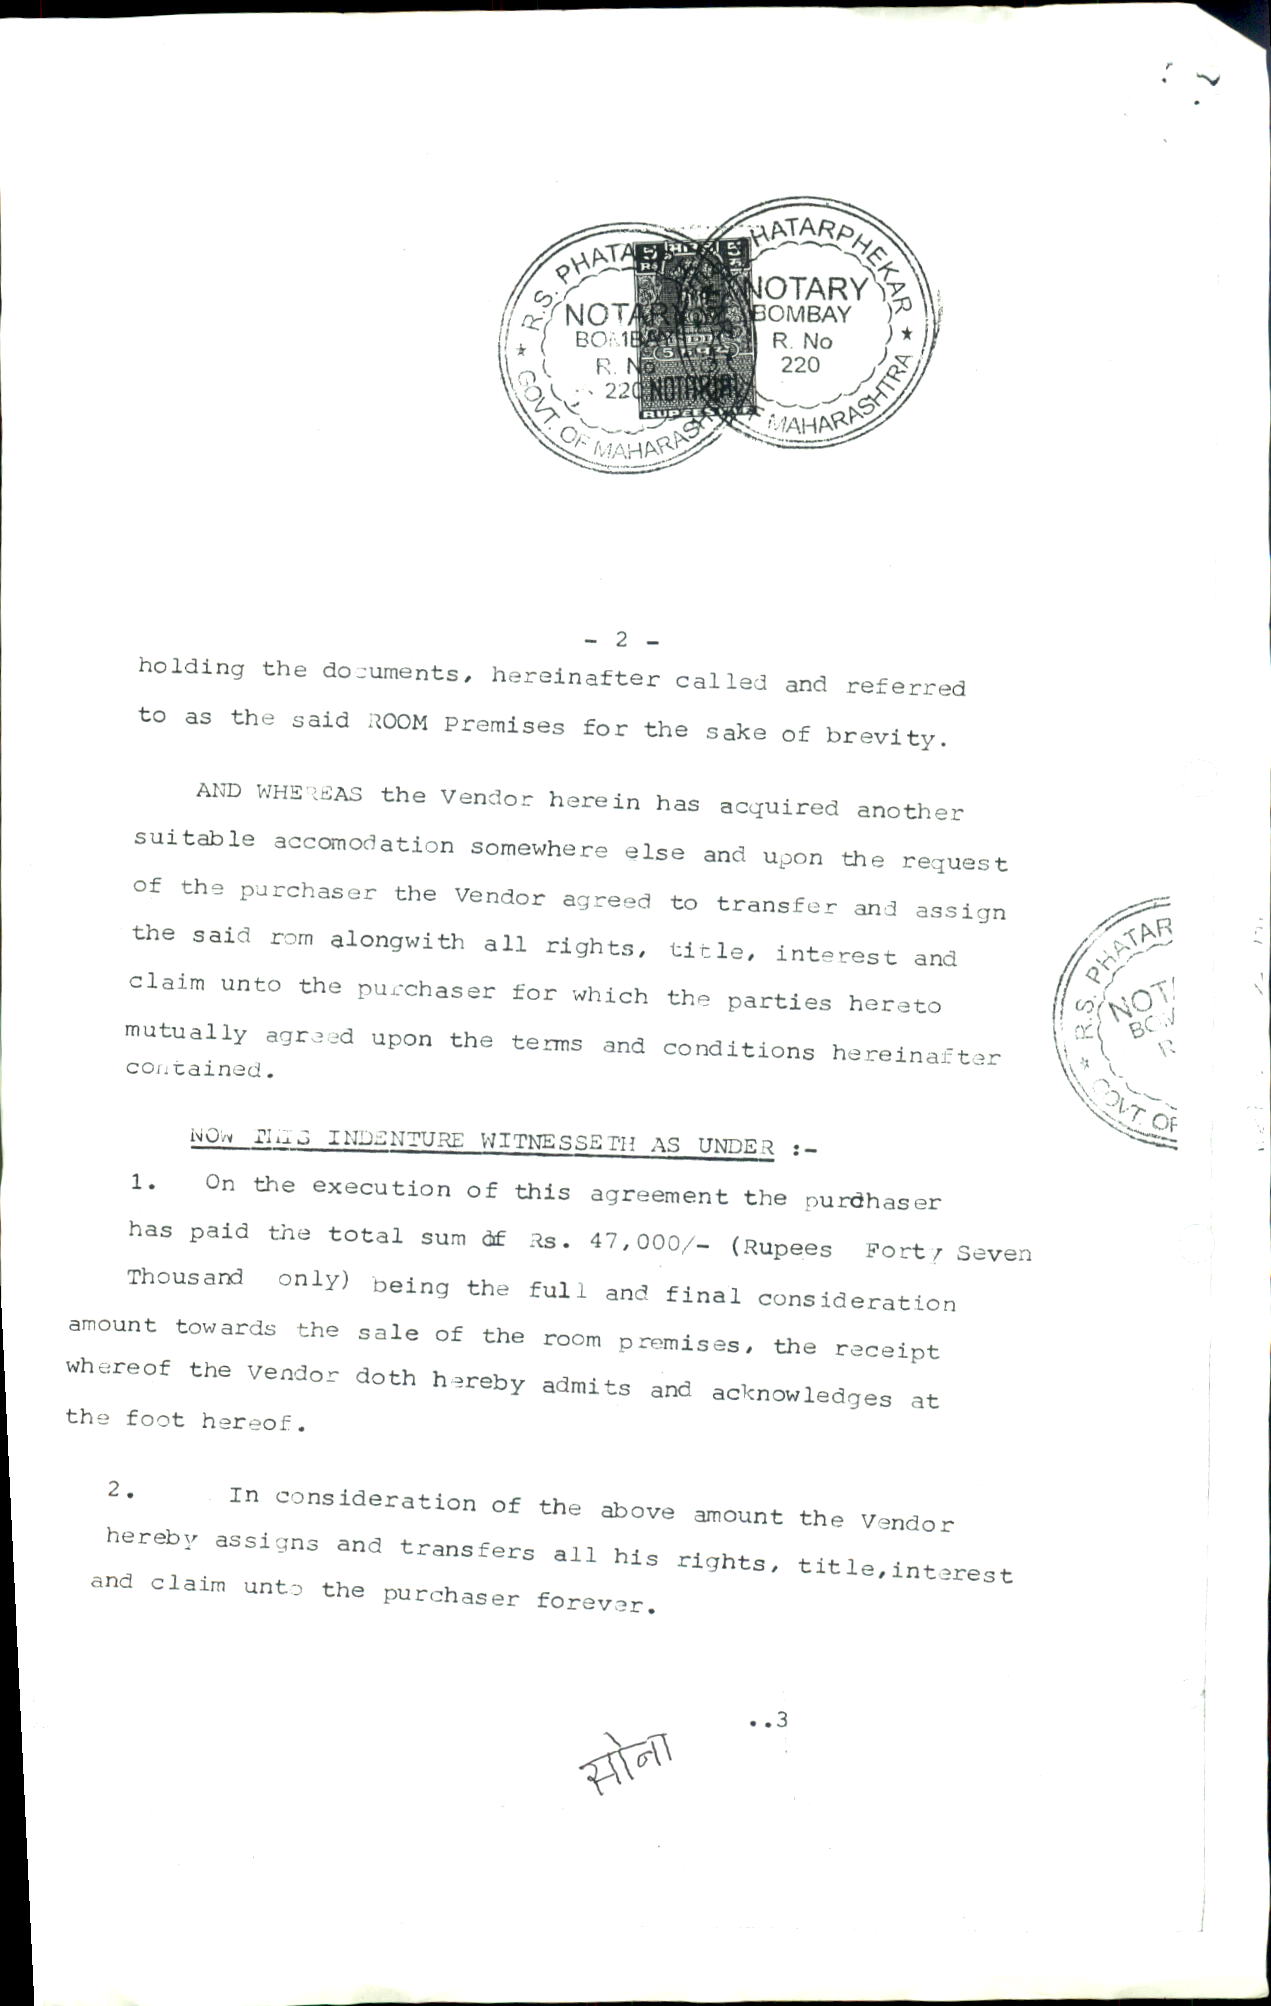 R.S. PHATAR
NOTARY
BOMBAY
R. No
220
GOVT. OF MAHARASH
HATARPHEKAR
NOTARY
BOMBAY
R. No
220
MAHARASHTRA
5 5
NOTARIAL
RUPEES FIVE
- 2 -
holding the documents, hereinafter called and referred
to as the said ROOM Premises for the sake of brevity.
AND WHEREAS the Vendor herein has acquired another
suitable accomodation somewhere else and upon the request
of the purchaser the Vendor agreed to transfer and assign
the said rom alongwith all rights, title, interest and
claim unto the purchaser for which the parties hereto
mutually agreed upon the terms and conditions hereinafter
contained.
NOW THIS INDENTURE WITNESSETH AS UNDER :-
1. On the execution of this agreement the purchaser
has paid the total sum of Rs. 47,000/- (Rupees Forty Seven
Thousand only) being the full and final consideration
amount towards the sale of the room premises, the receipt
whereof the Vendor doth hereby admits and acknowledges at
the foot hereof.
2. In consideration of the above amount the Vendor
hereby assigns and transfers all his rights, title,interest
and claim unto the purchaser forever.
..3
सोना
R.S. PHATAR
NOT
BOM
R
GOVT. OF